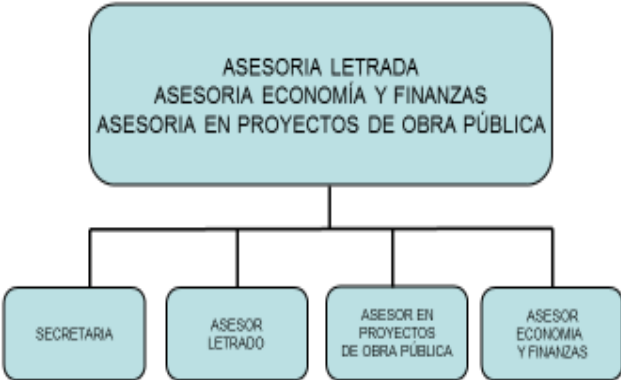 ASESORIA LETRADA
ASESORIA ECONOMÍA Y FINANZAS
ASESORIA EN PROYECTOS DE OBRA PÚBLICA
SECRETARIA
ASESOR
LETRADO
ASESOR EN
PROYECTOS
DE OBRA PÚBLICA
ASESOR
ECONOMIA
Y FINANZAS